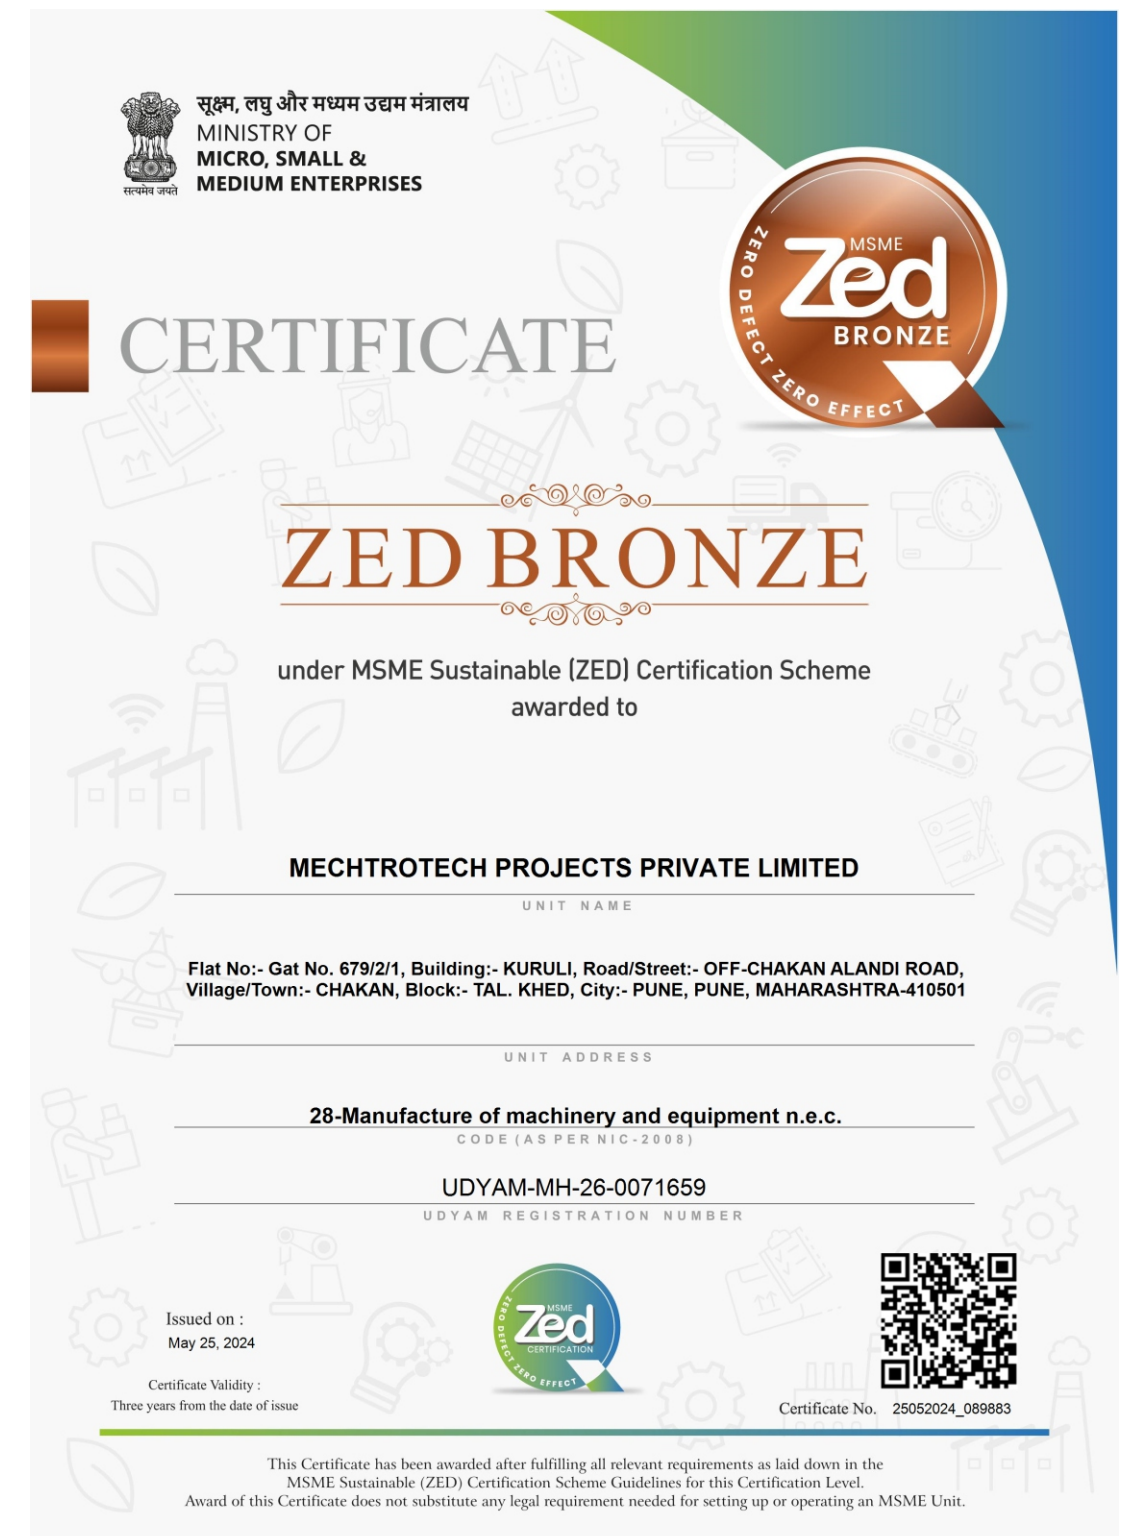 सूक्ष्म, लघु और मध्यम उद्यम मंत्रालय
MINISTRY OF
MICRO, SMALL &
MEDIUM ENTERPRISES
सत्यमेव जयते
MSME
Zed
BRONZE
ZERO DEFECT ZERO EFFECT
CERTIFICATE
ZED BRONZE
under MSME Sustainable (ZED) Certification Scheme
awarded to
MECHTROTECH PROJECTS PRIVATE LIMITED
UNIT NAME
Flat No:- Gat No. 679/2/1, Building:- KURULI, Road/Street:- OFF-CHAKAN ALANDI ROAD,
Village/Town:- CHAKAN, Block:- TAL. KHED, City:- PUNE, PUNE, MAHARASHTRA-410501
UNIT ADDRESS
28-Manufacture of machinery and equipment n.e.c.
CODE (AS PER NIC-2008)
UDYAM-MH-26-0071659
UDYAM REGISTRATION NUMBER
Issued on :
May 25, 2024
Certificate Validity :
Three years from the date of issue
MSME
Zed
CERTIFICATION
ZERO DEFECT ZERO EFFECT
Certificate No. 25052024_089883
This Certificate has been awarded after fulfilling all relevant requirements as laid down in the
MSME Sustainable (ZED) Certification Scheme Guidelines for this Certification Level.
Award of this Certificate does not substitute any legal requirement needed for setting up or operating an MSME Unit.